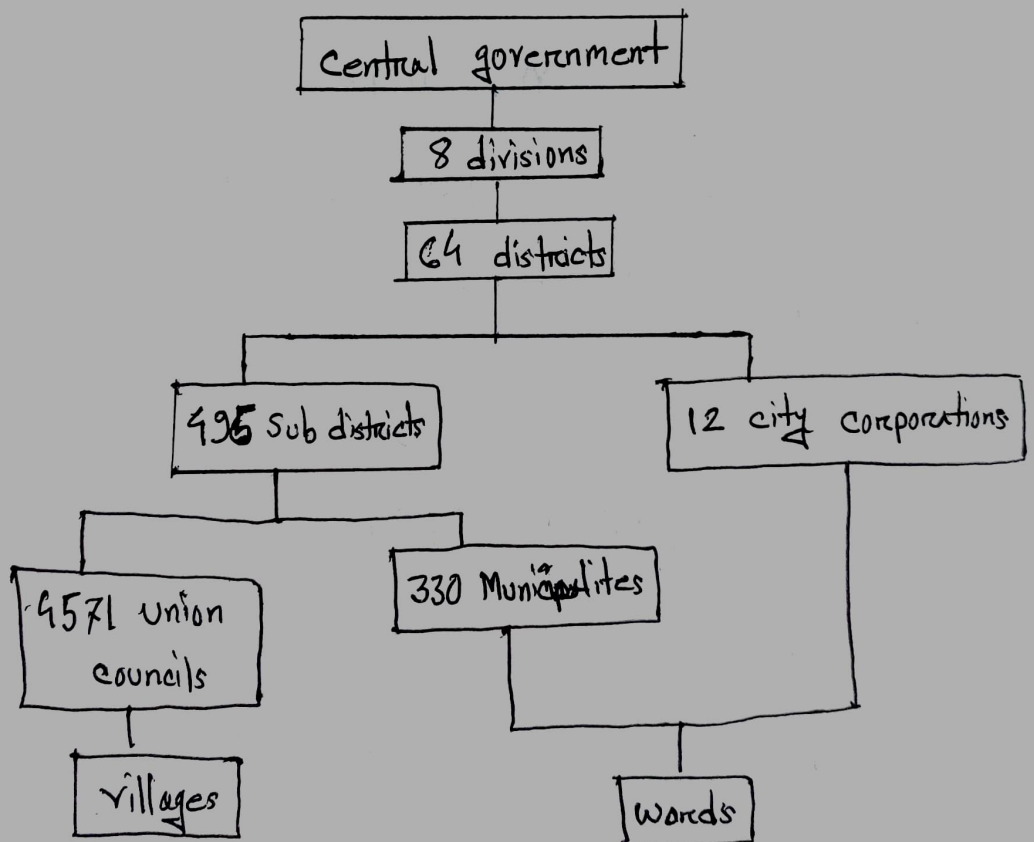 Central government
8 divisions
64 districts
495 Sub districts
12 city corporations
4571 union
councils
330 Municipalites
villages
words